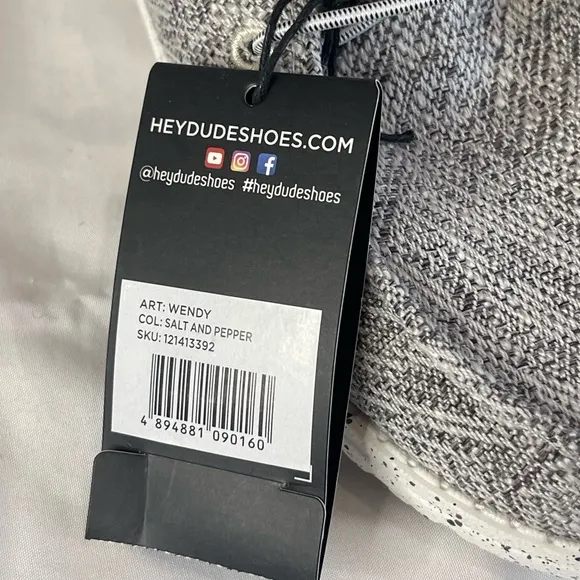 HEYDUDESHOES.COM
@heydudeshoes #heydudeshoes
ART: WENDY
COL: SALT AND PEPPER
SKU: 121413392
4 894881 090160